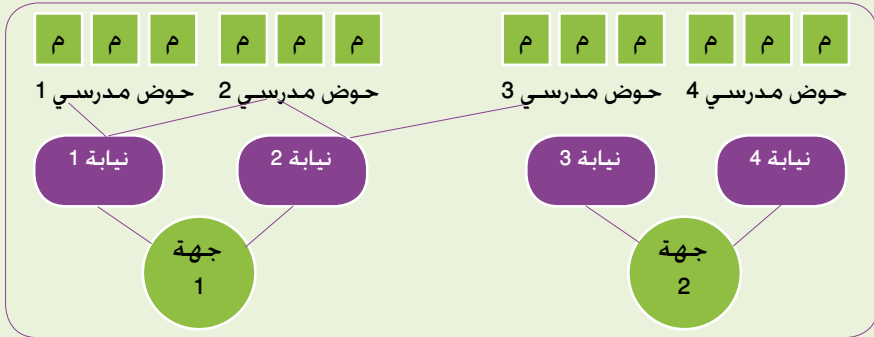 م م م م م م م م م م م م
حوض مدرسي 1 حوض مدرسي 2 حوض مدرسي 3 حوض مدرسي 4
نيابة 1 نيابة 2 نيابة 3 نيابة 4
جهة 1
جهة 2